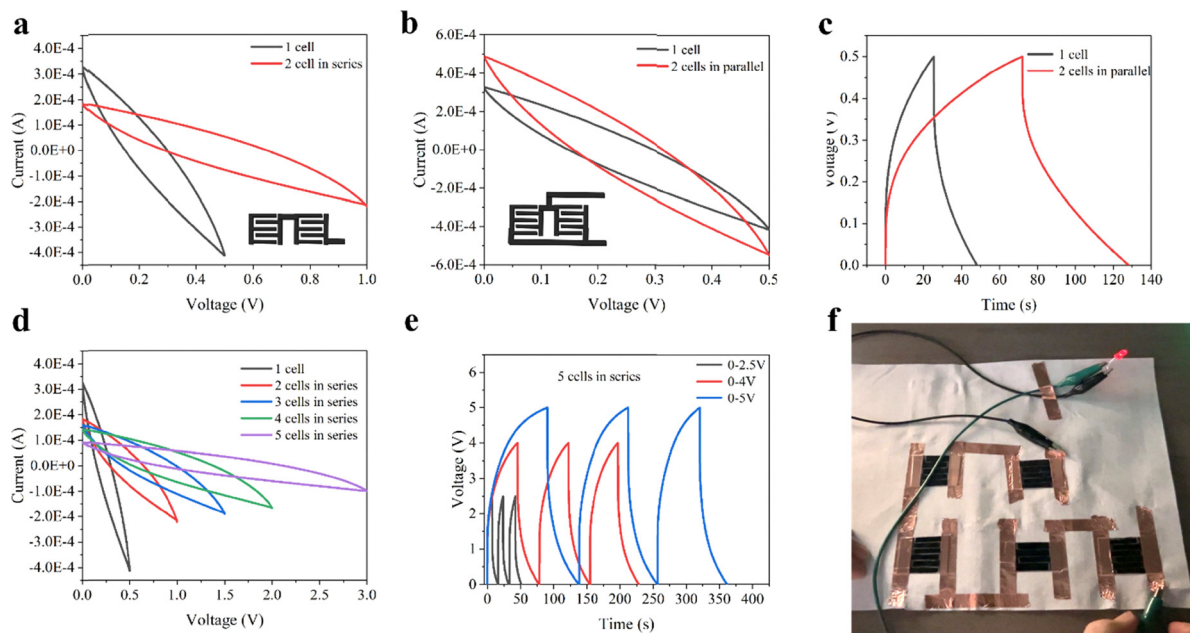 a
4.0E-4
3.0E-4
2.0E-4
1.0E-4
0.0E+0
-1.0E-4
-2.0E-4
-3.0E-4
-4.0E-4
Current (A)
1 cell
2 cell in series
0.0
0.2
0.4
0.6
0.8
1.0
Voltage (V)
b
6.0E-4
4.0E-4
2.0E-4
0.0E+0
-2.0E-4
-4.0E-4
-6.0E-4
Current (A)
1 cell
2 cells in parallel
0.0
0.1
0.2
0.3
0.4
0.5
Voltage (V)
c
0.5
0.4
0.3
0.2
0.1
0.0
Voltage (V)
1 cell
2 cells in parallel
0
20
40
60
80
100
120
140
Time (s)
d
4.0E-4
3.0E-4
2.0E-4
1.0E-4
0.0E+0
-1.0E-4
-2.0E-4
-3.0E-4
-4.0E-4
Current (A)
1 cell
2 cells in series
3 cells in series
4 cells in series
5 cells in series
0.0
0.5
1.0
1.5
2.0
2.5
3.0
Voltage (V)
e
6
5
4
3
2
1
0
Voltage (V)
5 cells in series
0-2.5V
0-4V
0-5V
0
50
100
150
200
250
300
350
400
Time (s)
f